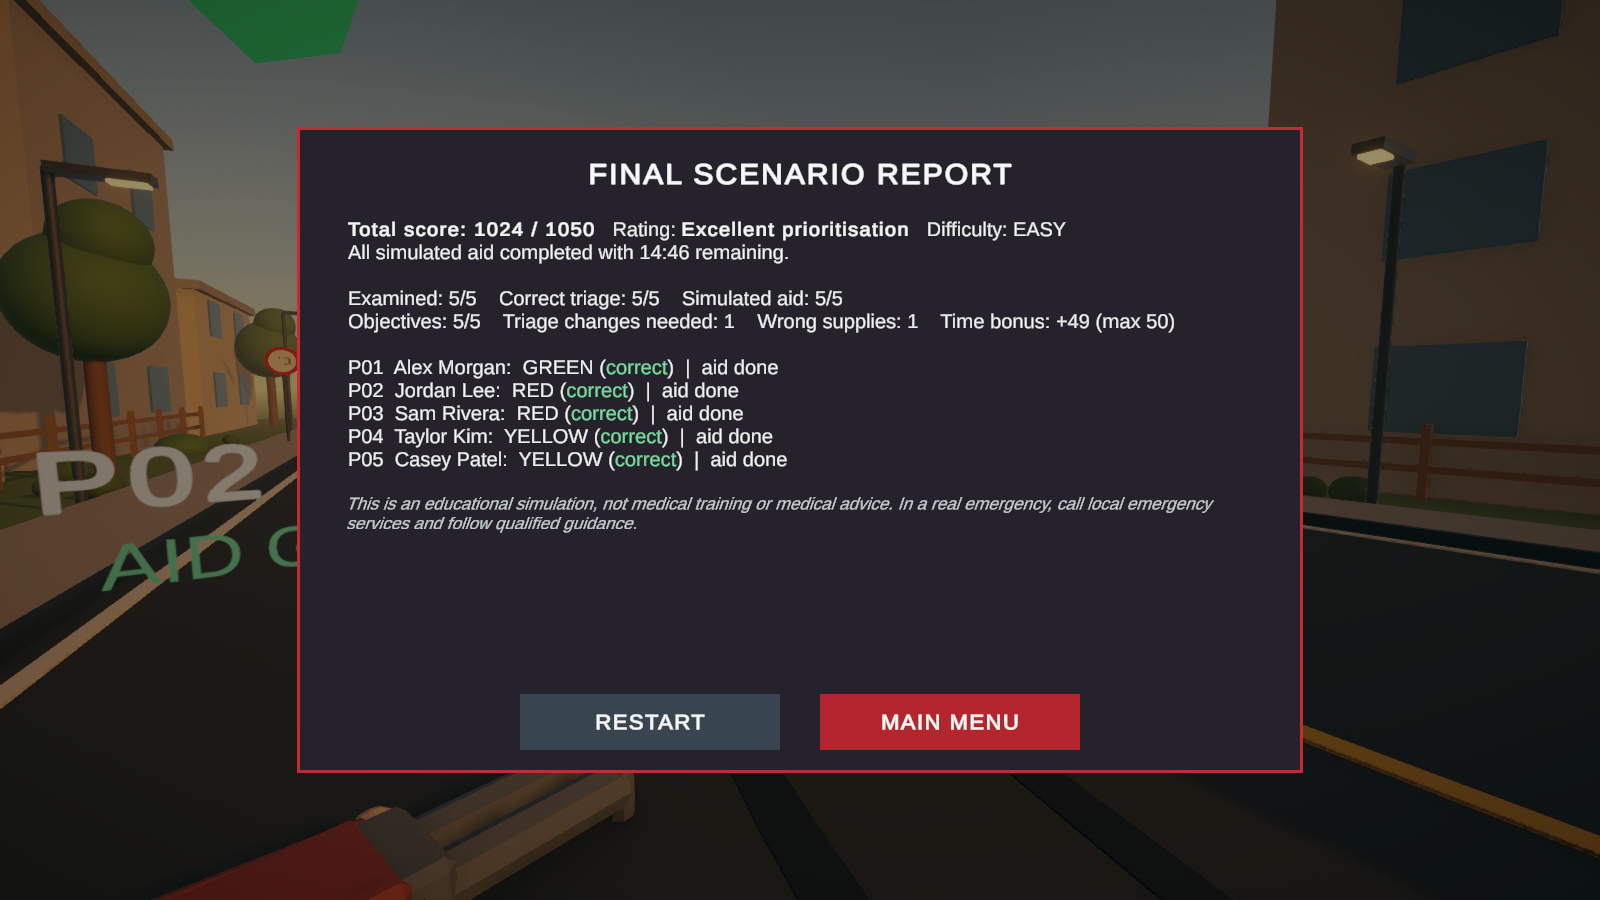 FINAL SCENARIO REPORT
Total score: 1024 / 1050 Rating: Excellent prioritisation Difficulty: EASY
All simulated aid completed with 14:46 remaining.
Examined: 5/5 Correct triage: 5/5 Simulated aid: 5/5
Objectives: 5/5 Triage changes needed: 1 Wrong supplies: 1 Time bonus: +49 (max 50)
P01 Alex Morgan: GREEN (correct) | aid done
P02 Jordan Lee: RED (correct) | aid done
P03 Sam Rivera: RED (correct) | aid done
P04 Taylor Kim: YELLOW (correct) | aid done
P05 Casey Patel: YELLOW (correct) | aid done
This is an educational simulation, not medical training or medical advice. In a real emergency, call local emergency
services and follow qualified guidance.
P02
AID
RESTART
MAIN MENU